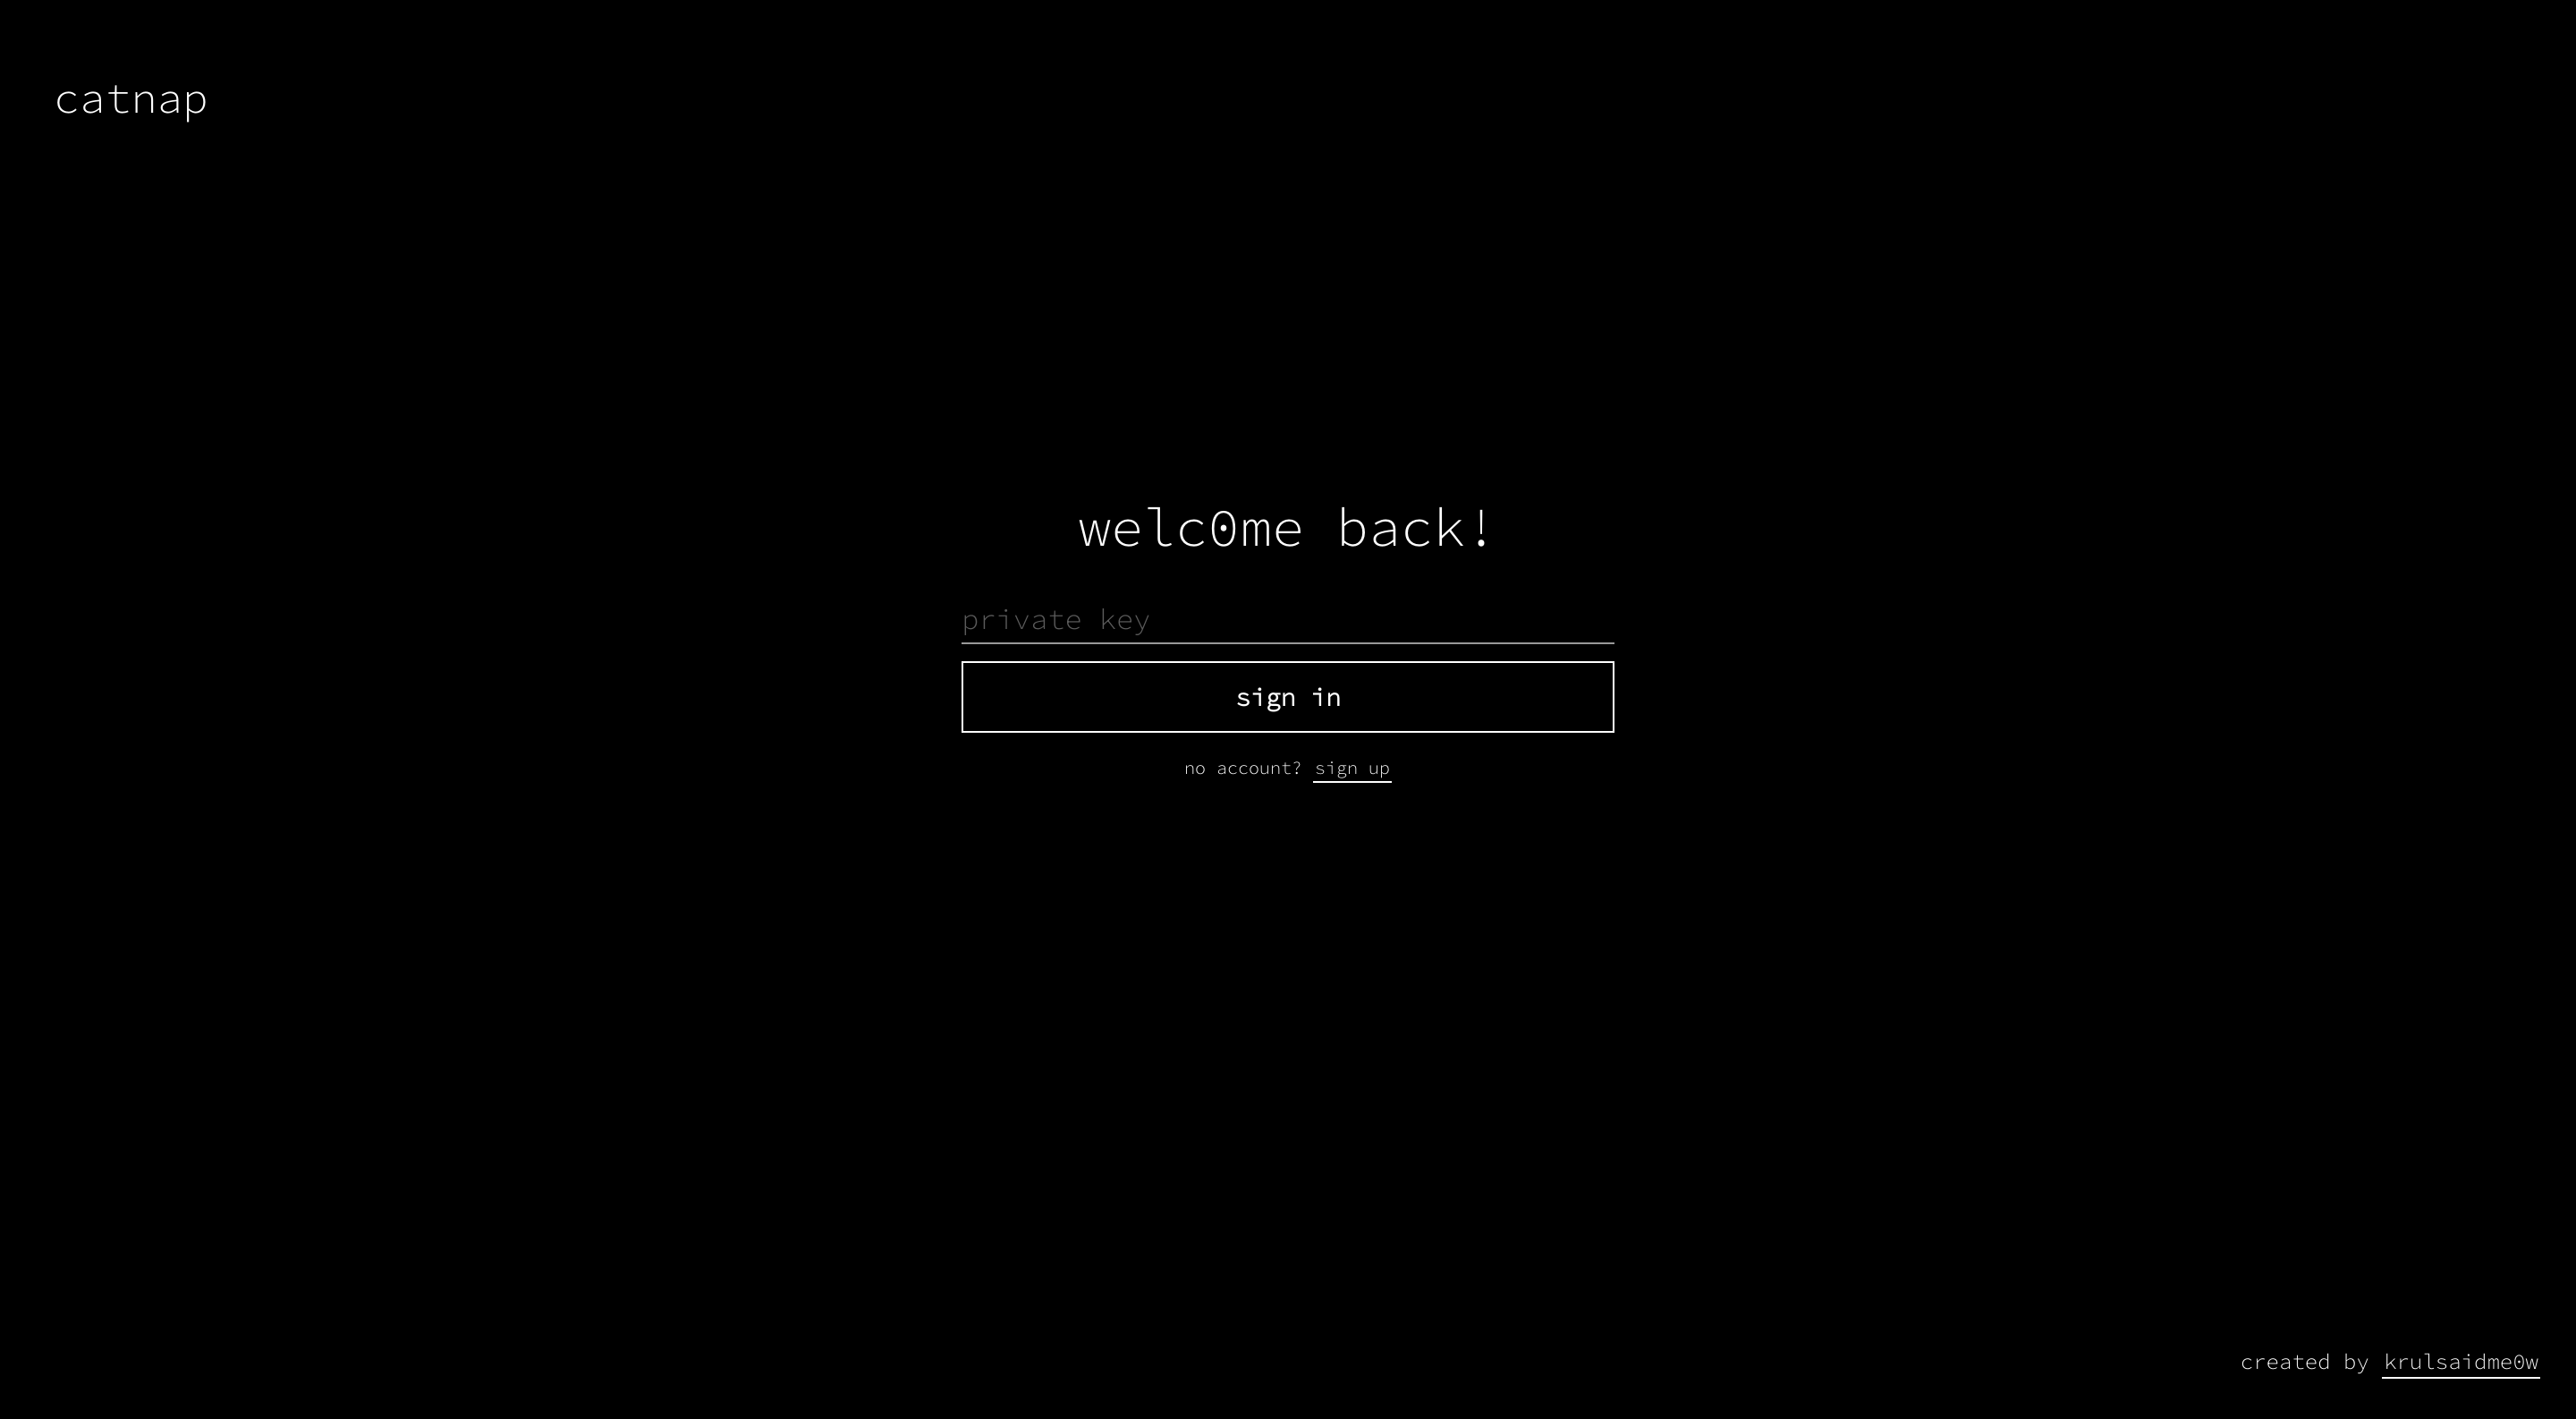 catnap
welc0me back!
private key
sign in
no account? sign up
created by krulsaidme0w